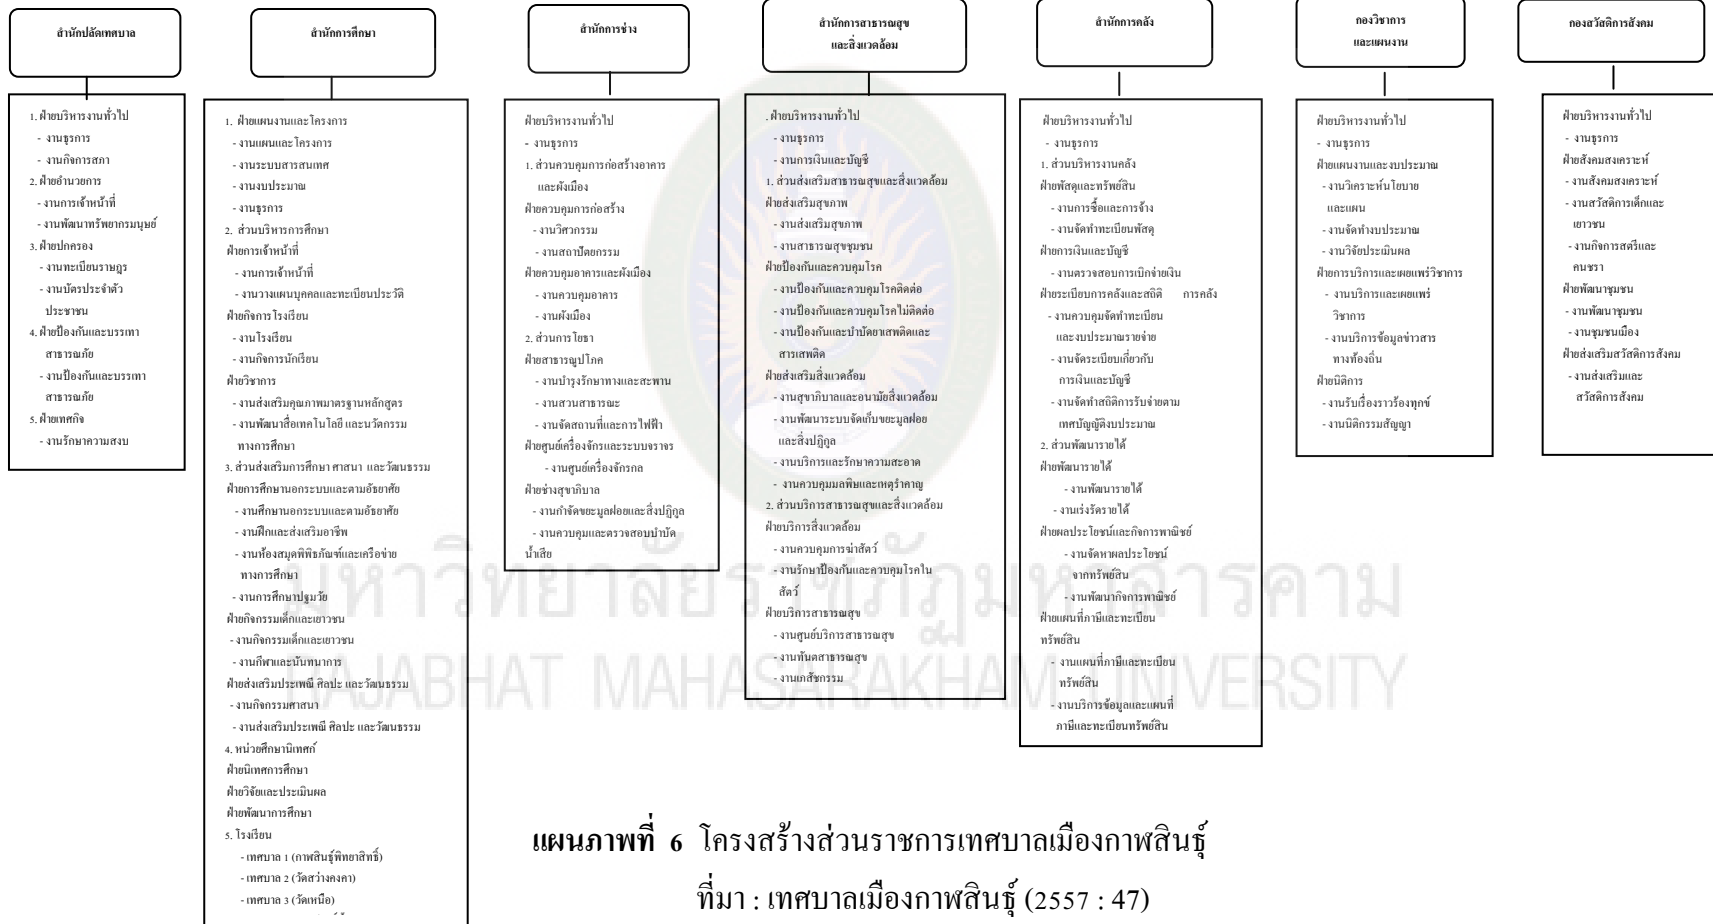 สำนักปลัดเทศบาล
1. ฝ่ายบริหารงานทั่วไป
- งานธุรการ
- งานกิจการสภา
2. ฝ่ายอำนวยการ
- งานการเจ้าหน้าที่
- งานพัฒนาทรัพยากรมนุษย์
3. ฝ่ายปกครอง
- งานทะเบียนราษฎร
- งานบัตรประจำตัว
ประชาชน
4. ฝ่ายป้องกันและบรรเทา
สาธารณภัย
- งานป้องกันและบรรเทา
สาธารณภัย
5. ฝ่ายเทศกิจ
- งานรักษาความสงบ
สำนักการศึกษา
1. ฝ่ายแผนงานและโครงการ
- งานแผนและโครงการ
- งานระบบสารสนเทศ
- งานงบประมาณ
- งานธุรการ
2. ส่วนบริหารการศึกษา
ฝ่ายการเจ้าหน้าที่
- งานการเจ้าหน้าที่
- งานวางแผนบุคคลและทะเบียนประวัติ
ฝ่ายกิจการโรงเรียน
- งานโรงเรียน
- งานกิจการนักเรียน
ฝ่ายวิชาการ
- งานส่งเสริมคุณภาพมาตรฐานหลักสูตร
- งานพัฒนาสื่อเทคโนโลยี และนวัตกรรม
ทางการศึกษา
3. ส่วนส่งเสริมการศึกษา ศาสนา และวัฒนธรรม
ฝ่ายการศึกษานอกระบบและตามอัธยาศัย
- งานศึกษานอกระบบและตามอัธยาศัย
- งานฝึกและส่งเสริมอาชีพ
- งานห้องสมุดพิพิธภัณฑ์และเครือข่าย
ทางการศึกษา
- งานการศึกษาปฐมวัย
ฝ่ายกิจกรรมเด็กและเยาวชน
- งานกิจกรรมเด็กและเยาวชน
- งานกีฬาและนันทนาการ
ฝ่ายส่งเสริมประเพณี ศิลปะ และวัฒนธรรม
- งานกิจกรรมศาสนา
- งานส่งเสริมประเพณี ศิลปะ และวัฒนธรรม
4. หน่วยศึกษานิเทศก์
ฝ่ายนิเทศการศึกษา
ฝ่ายวิจัยและประเมินผล
ฝ่ายพัฒนาการศึกษา
5. โรงเรียน
- เทศบาล 1 (กาฬสินธุ์พิทยาสิทธิ์)
- เทศบาล 2 (วัดสว่างคงคา)
- เทศบาล 3 (วัดเหนือ)
สำนักการช่าง
ฝ่ายบริหารงานทั่วไป
- งานธุรการ
1. ส่วนควบคุมการก่อสร้างอาคาร
และผังเมือง
ฝ่ายควบคุมการก่อสร้าง
- งานวิศวกรรม
- งานสถาปัตยกรรม
ฝ่ายควบคุมอาคารและผังเมือง
- งานควบคุมอาคาร
- งานผังเมือง
2. ส่วนการโยธา
ฝ่ายสาธารณูปโภค
- งานบำรุงรักษาทางและสะพาน
- งานสวนสาธารณะ
- งานจัดสถานที่และการไฟฟ้า
ฝ่ายศูนย์เครื่องจักรและระบบจราจร
- งานศูนย์เครื่องจักรกล
ฝ่ายช่างสุขาภิบาล
- งานกำจัดขยะมูลฝอยและสิ่งปฏิกูล
- งานควบคุมและตรวจสอบบำบัด
น้ำเสีย
สำนักการสาธารณสุข
และสิ่งแวดล้อม
. ฝ่ายบริหารงานทั่วไป
- งานธุรการ
- งานการเงินและบัญชี
1. ส่วนส่งเสริมสาธารณสุขและสิ่งแวดล้อม
ฝ่ายส่งเสริมสุขภาพ
- งานส่งเสริมสุขภาพ
- งานสาธารณสุขชุมชน
ฝ่ายป้องกันและควบคุมโรค
- งานป้องกันและควบคุมโรคติดต่อ
- งานป้องกันและควบคุมโรคไม่ติดต่อ
- งานป้องกันและบำบัดยาเสพติดและ
สารเสพติด
ฝ่ายส่งเสริมสิ่งแวดล้อม
- งานสุขาภิบาลและอนามัยสิ่งแวดล้อม
- งานพัฒนาระบบจัดเก็บขยะมูลฝอย
และสิ่งปฏิกูล
- งานบริการและรักษาความสะอาด
- งานควบคุมมลพิษและเหตุรำคาญ
2. ส่วนบริการสาธารณสุขและสิ่งแวดล้อม
ฝ่ายบริการสิ่งแวดล้อม
- งานควบคุมการฆ่าสัตว์
- งานรักษาป้องกันและควบคุมโรคใน
สัตว์
ฝ่ายบริการสาธารณสุข
- งานศูนย์บริการสาธารณสุข
- งานทันตสาธารณสุข
- งานเภสัชกรรม
สำนักการคลัง
ฝ่ายบริหารงานทั่วไป
- งานธุรการ
1. ส่วนบริหารงานคลัง
ฝ่ายพัสดุและทรัพย์สิน
- งานการซื้อและการจ้าง
- งานจัดทำทะเบียนพัสดุ
ฝ่ายการเงินและบัญชี
- งานตรวจสอบการเบิกจ่ายเงิน
ฝ่ายระเบียบการคลังและสถิติ การคลัง
- งานควบคุมจัดทำทะเบียน
และงบประมาณรายจ่าย
- งานจัดระเบียบเกี่ยวกับ
การเงินและบัญชี
- งานจัดทำสถิติการรับจ่ายตาม
เทศบัญญัติงบประมาณ
2. ส่วนพัฒนารายได้
ฝ่ายพัฒนารายได้
- งานพัฒนารายได้
- งานเร่งรัดรายได้
ฝ่ายผลประโยชน์และกิจการพาณิชย์
- งานจัดหาผลประโยชน์
จากทรัพย์สิน
- งานพัฒนากิจการพาณิชย์
ฝ่ายแผนที่ภาษีและทะเบียน
ทรัพย์สิน
- งานแผนที่ภาษีและทะเบียน
ทรัพย์สิน
- งานบริการข้อมูลและแผนที่
ภาษีและทะเบียนทรัพย์สิน
กองวิชาการ
และแผนงาน
ฝ่ายบริหารงานทั่วไป
- งานธุรการ
ฝ่ายแผนงานและงบประมาณ
- งานวิเคราะห์นโยบาย
และแผน
- งานจัดทำงบประมาณ
- งานวิจัยประเมินผล
ฝ่ายการบริการและเผยแพร่วิชาการ
- งานบริการและเผยแพร่
วิชาการ
- งานบริการข้อมูลข่าวสาร
ทางท้องถิ่น
ฝ่ายนิติการ
- งานรับเรื่องราวร้องทุกข์
- งานนิติกรรมสัญญา
กองสวัสดิการสังคม
ฝ่ายบริหารงานทั่วไป
- งานธุรการ
ฝ่ายสังคมสงเคราะห์
- งานสังคมสงเคราะห์
- งานสวัสดิการเด็กและ
เยาวชน
- งานกิจการสตรีและ
คนชรา
ฝ่ายพัฒนาชุมชน
- งานพัฒนาชุมชน
- งานชุมชนเมือง
ฝ่ายส่งเสริมสวัสดิการสังคม
- งานส่งเสริมและ
สวัสดิการสังคม
มหาวิทยาลัยราชภัฏมหาสารคาม
RAJABHAT MAHASARAKHAM UNIVERSITY
แผนภาพที่ 6 โครงสร้างส่วนราชการเทศบาลเมืองกาฬสินธุ์
ที่มา : เทศบาลเมืองกาฬสินธุ์ (2557 : 47)